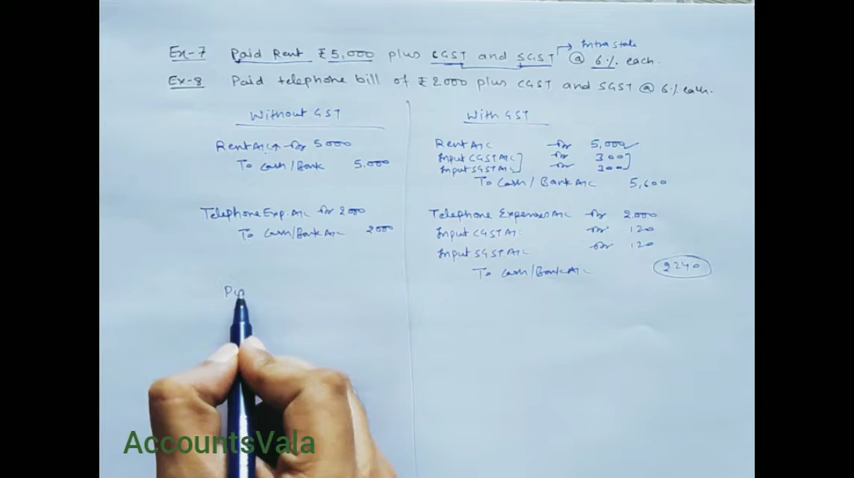 Ex-7 Paid Rent ₹5,000 plus CGST and SGST @ 6% each.
Intra state
Ex-8 Paid telephone bill of ₹2000 plus CGST and SGST @ 6% each.
Without GST
Rent A/c Dr 5000
To Cash/Bank 5,000
Telephone Exp. A/c Dr 2000
To Cash/Bank A/c 2000
With GST
Rent A/c Dr 5,000
Input CGST A/c Dr 300
Input SGST A/c Dr 300
To Cash/Bank A/c 5,600
Telephone Expenses A/c Dr 2000
Input CGST A/c Dr 120
Input SGST A/c Dr 120
To Cash/Bank A/c 2240
AccountsVala